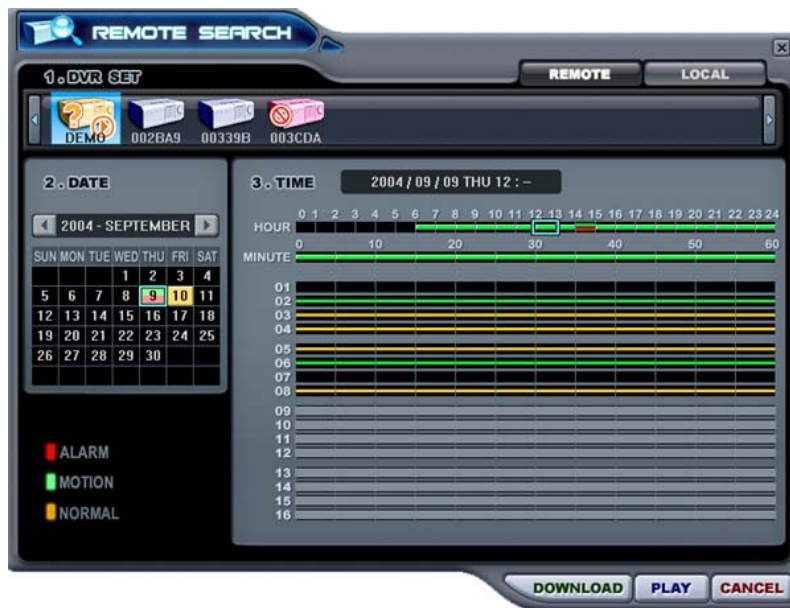 REMOTE SEARCH
1. DVR SET
REMOTE LOCAL
DEMO 002BA9 00339B 003CDA
2. DATE
2004 - SEPTEMBER
SUN MON TUE WED THU FRI SAT
1 2 3 4
5 6 7 8 9 10 11
12 13 14 15 16 17 18
19 20 21 22 23 24 25
26 27 28 29 30
ALARM
MOTION
NORMAL
3. TIME 2004 / 09 / 09 THU 12 : –
0 1 2 3 4 5 6 7 8 9 10 11 12 13 14 15 16 17 18 19 20 21 22 23 24
HOUR
0 10 20 30 40 50 60
MINUTE
01
02
03
04
05
06
07
08
09
10
11
12
13
14
15
16
DOWNLOAD PLAY CANCEL